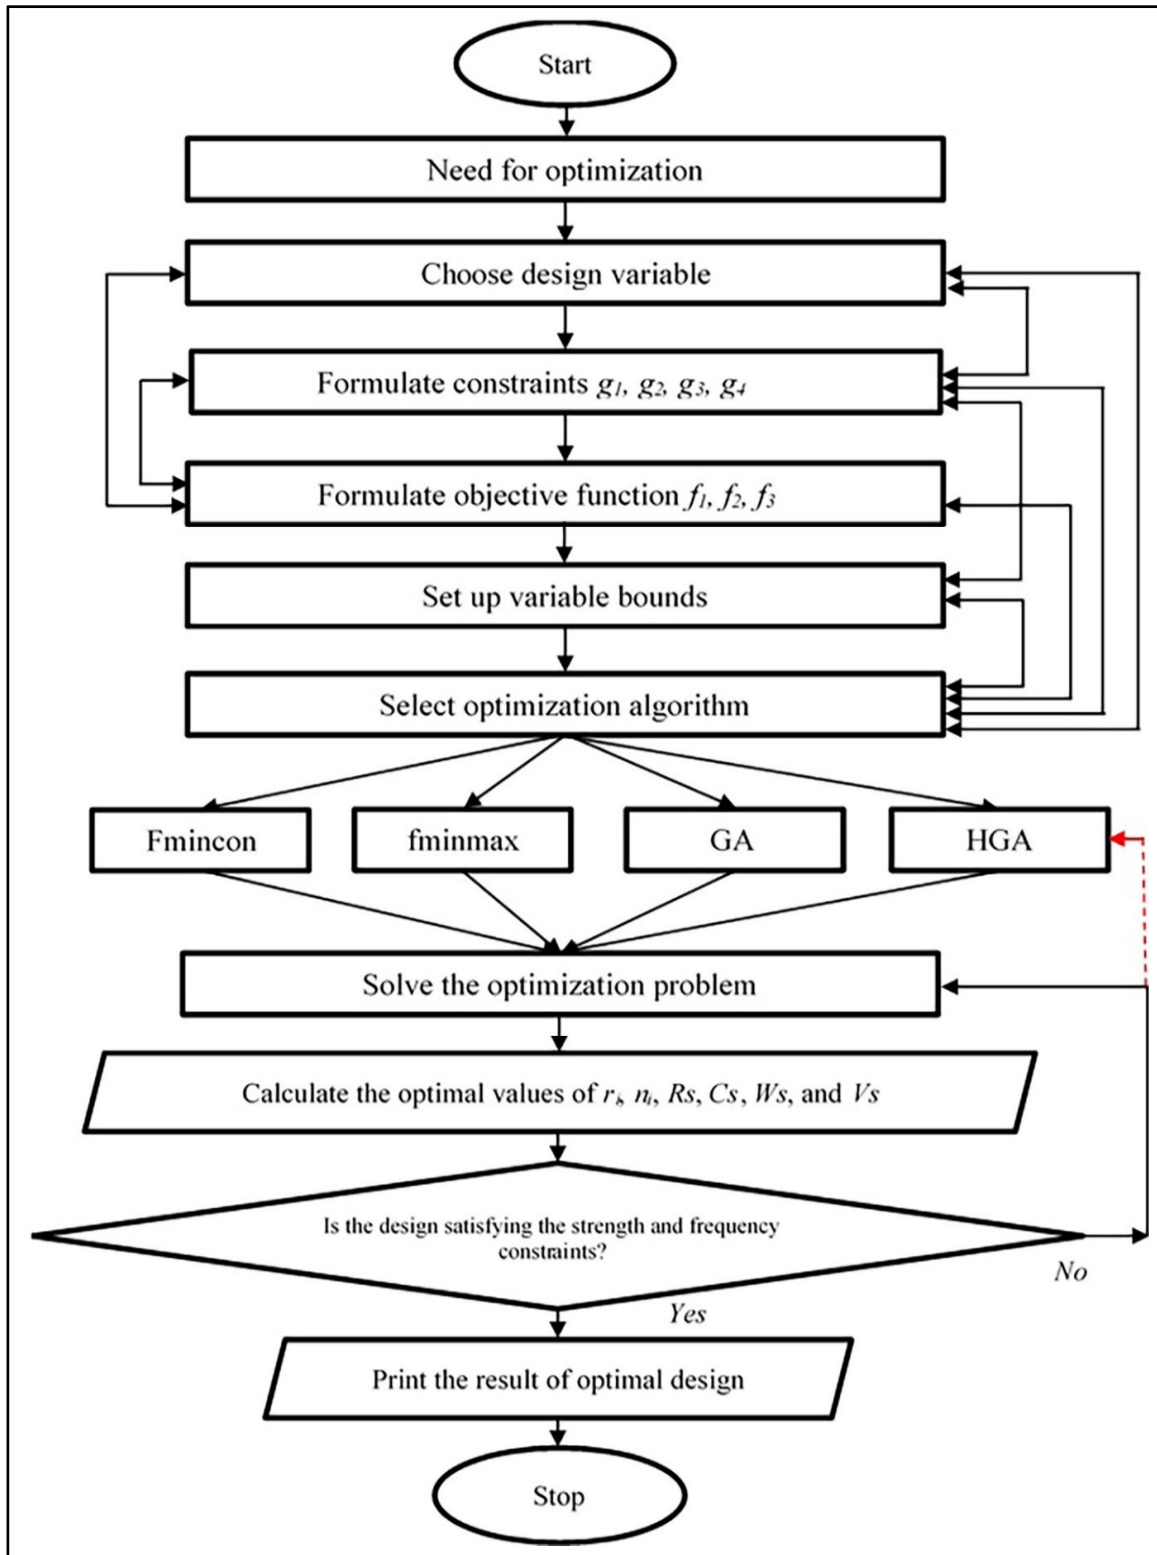 Start
Need for optimization
Choose design variable
Formulate constraints g1, g2, g3, g4
Formulate objective function f1, f2, f3
Set up variable bounds
Select optimization algorithm
Fmincon
fminmax
GA
HGA
Solve the optimization problem
Calculate the optimal values of ri, ni, Rs, Cs, Ws, and Vs
Is the design satisfying the strength and frequency
constraints?
No
Yes
Print the result of optimal design
Stop